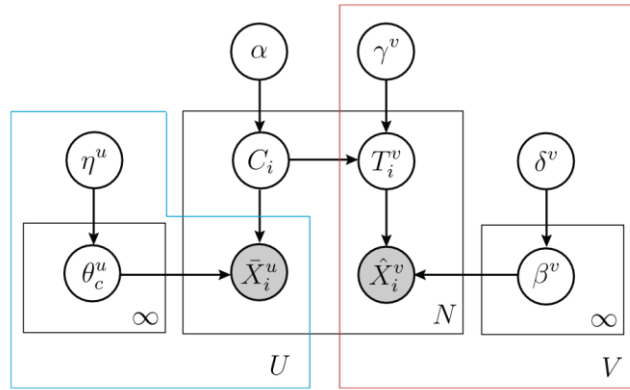 α γ^v
η^u C_i T_i^v δ^v
θ_c^u X̄_i^u X̂_i^v β^v
∞ N ∞
U V